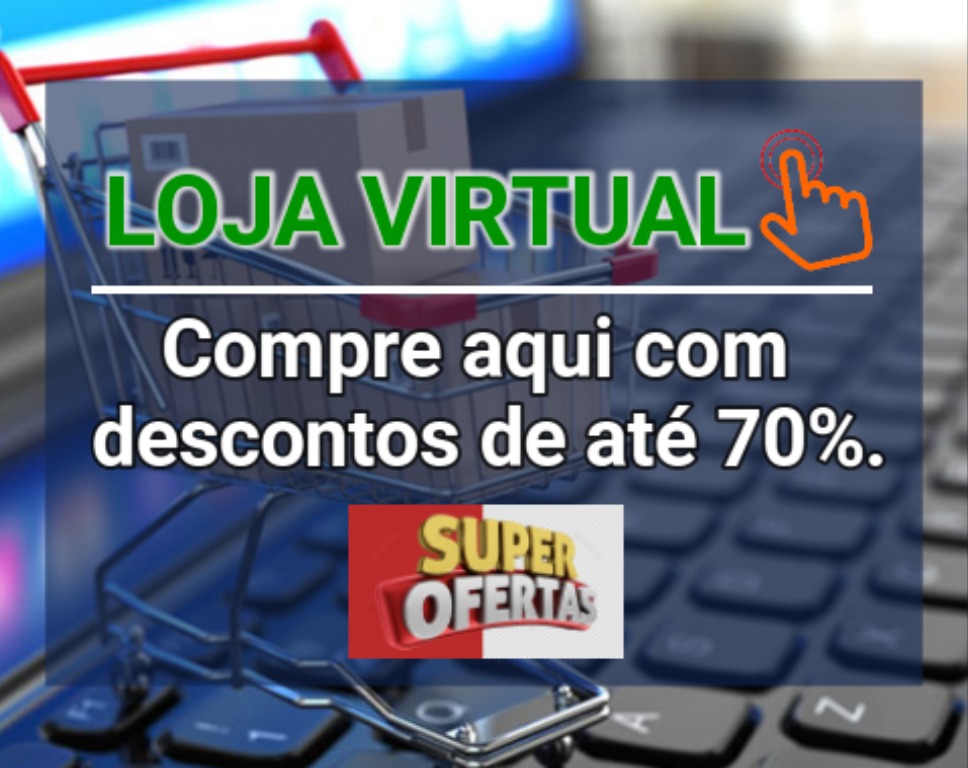 LOJA VIRTUAL
Compre aqui com
descontos de até 70%.
SUPER
OFERTAS
A
Z